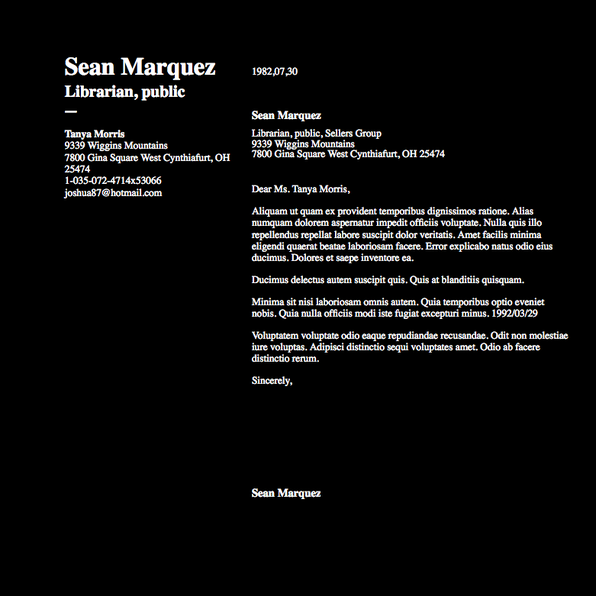 Sean Marquez
Librarian, public
—
Tanya Morris
9339 Wiggins Mountains
7800 Gina Square West Cynthiafurt, OH
25474
1-035-072-4714x53066
joshua87@hotmail.com
1982,07,30
Sean Marquez
Librarian, public, Sellers Group
9339 Wiggins Mountains
7800 Gina Square West Cynthiafurt, OH 25474
Dear Ms. Tanya Morris,
Aliquam ut quam ex provident temporibus dignissimos ratione. Alias
numquam dolorem aspernatur impedit officiis voluptate. Nulla quis illo
repellendus repellat labore suscipit dolor veritatis. Amet facilis minima
eligendi quaerat beatae laboriosam facere. Error explicabo natus odio eius
ducimus. Dolores et saepe inventore ea.
Ducimus delectus autem suscipit quis. Quis at blanditiis quisquam.
Minima sit nisi laboriosam omnis autem. Quia temporibus optio eveniet
nobis. Quia nulla officiis modi iste fugiat excepturi minus. 1992/03/29
Voluptatem voluptate odio eaque repudiandae recusandae. Odit non molestiae
iure voluptas. Adipisci distinctio sequi voluptates amet. Odio ab facere
distinctio rerum.
Sincerely,
Sean Marquez